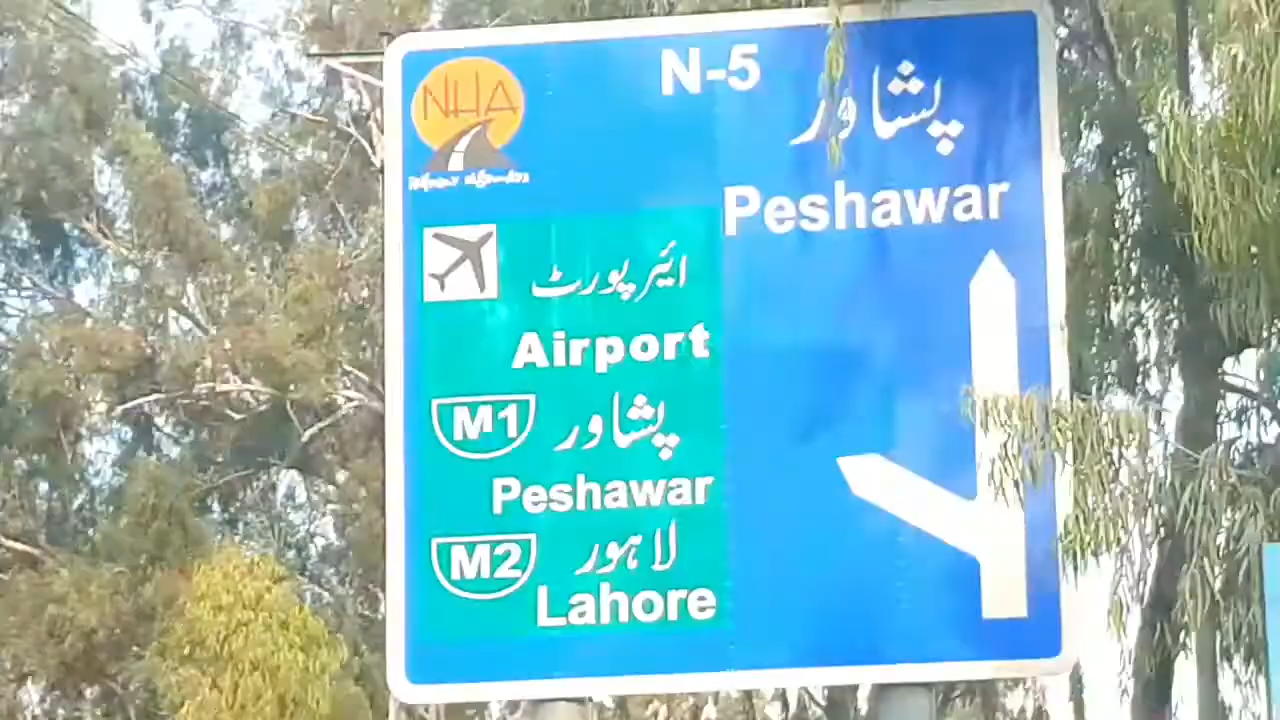 NHA
N-5
پشاور
Peshawar
ائیرپورٹ
Airport
M1 پشاور
Peshawar
M2 لاہور
Lahore